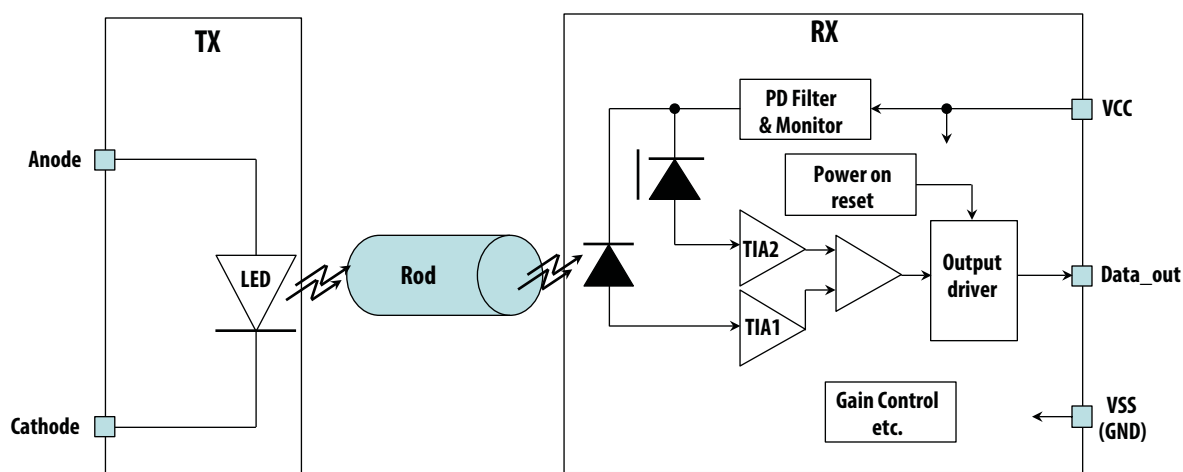 TX
RX
PD Filter
& Monitor
VCC
Anode
Power on
reset
LED
Rod
TIA2
Output
driver
Data_out
TIA1
Cathode
Gain Control
etc.
VSS
(GND)